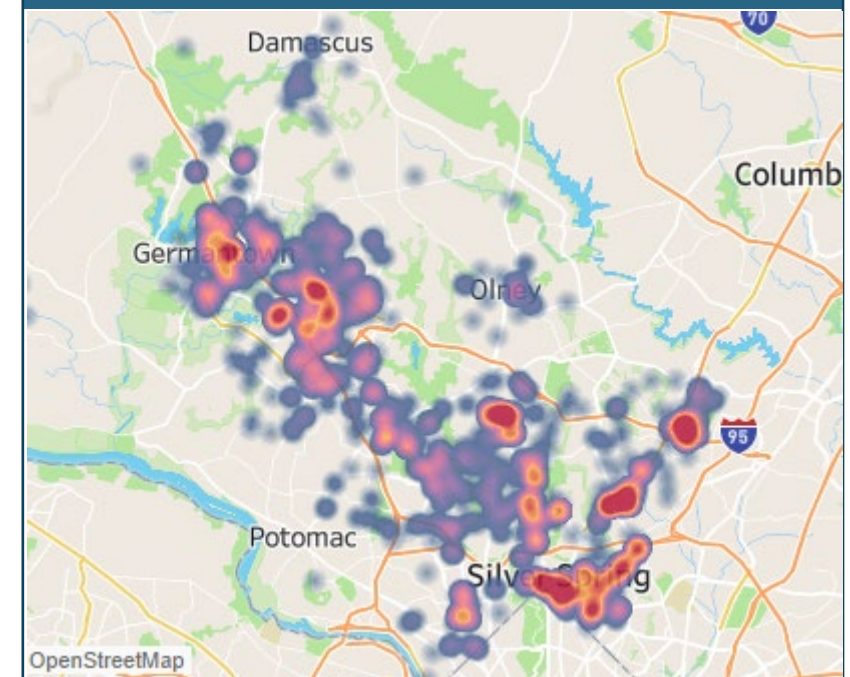 70
Damascus
Columb
Germantown
Olney
95
Potomac
Silver Spring
OpenStreetMap